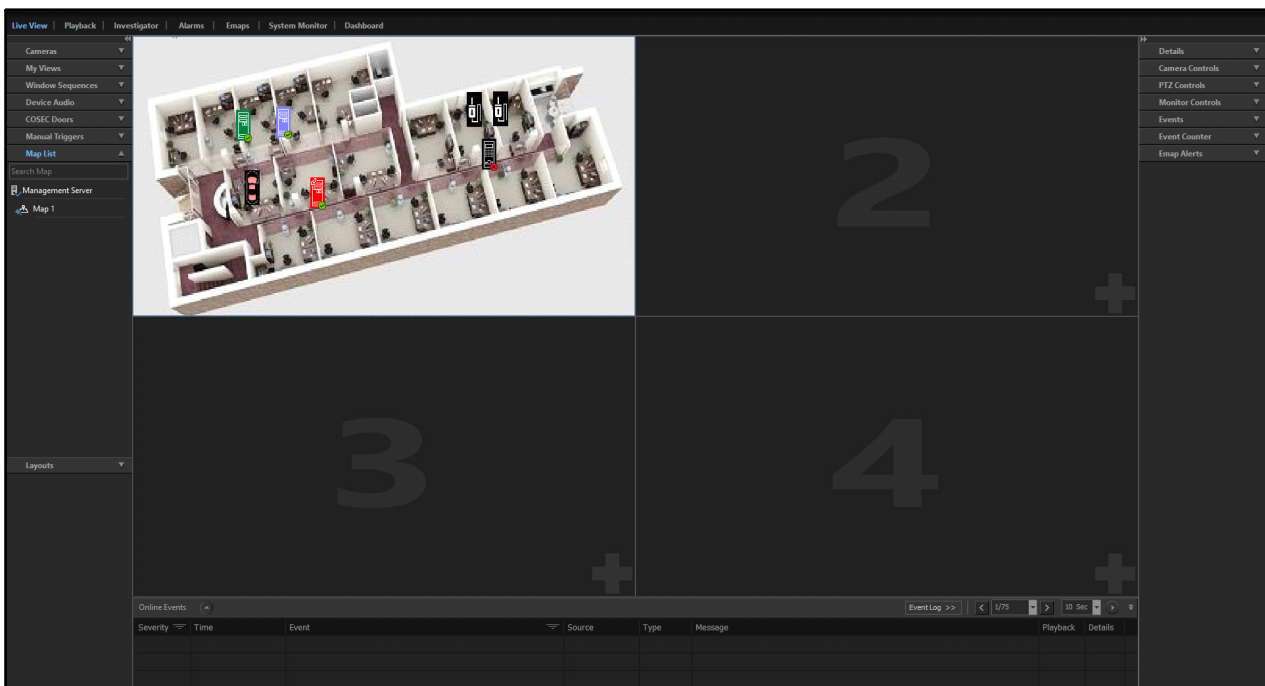 Live View | Playback | Investigator | Alarms | Emaps | System Monitor | Dashboard
Cameras
My Views
Window Sequences
Device Audio
COSEC Doors
Manual Triggers
Map List
Search Map
Management Server
Map 1
Layouts
2
3
4
Details
Camera Controls
PTZ Controls
Monitor Controls
Events
Event Counter
Emap Alerts
Online Events
Event Log >>
1/75
10 Sec
Severity Time Event Source Type Message Playback Details